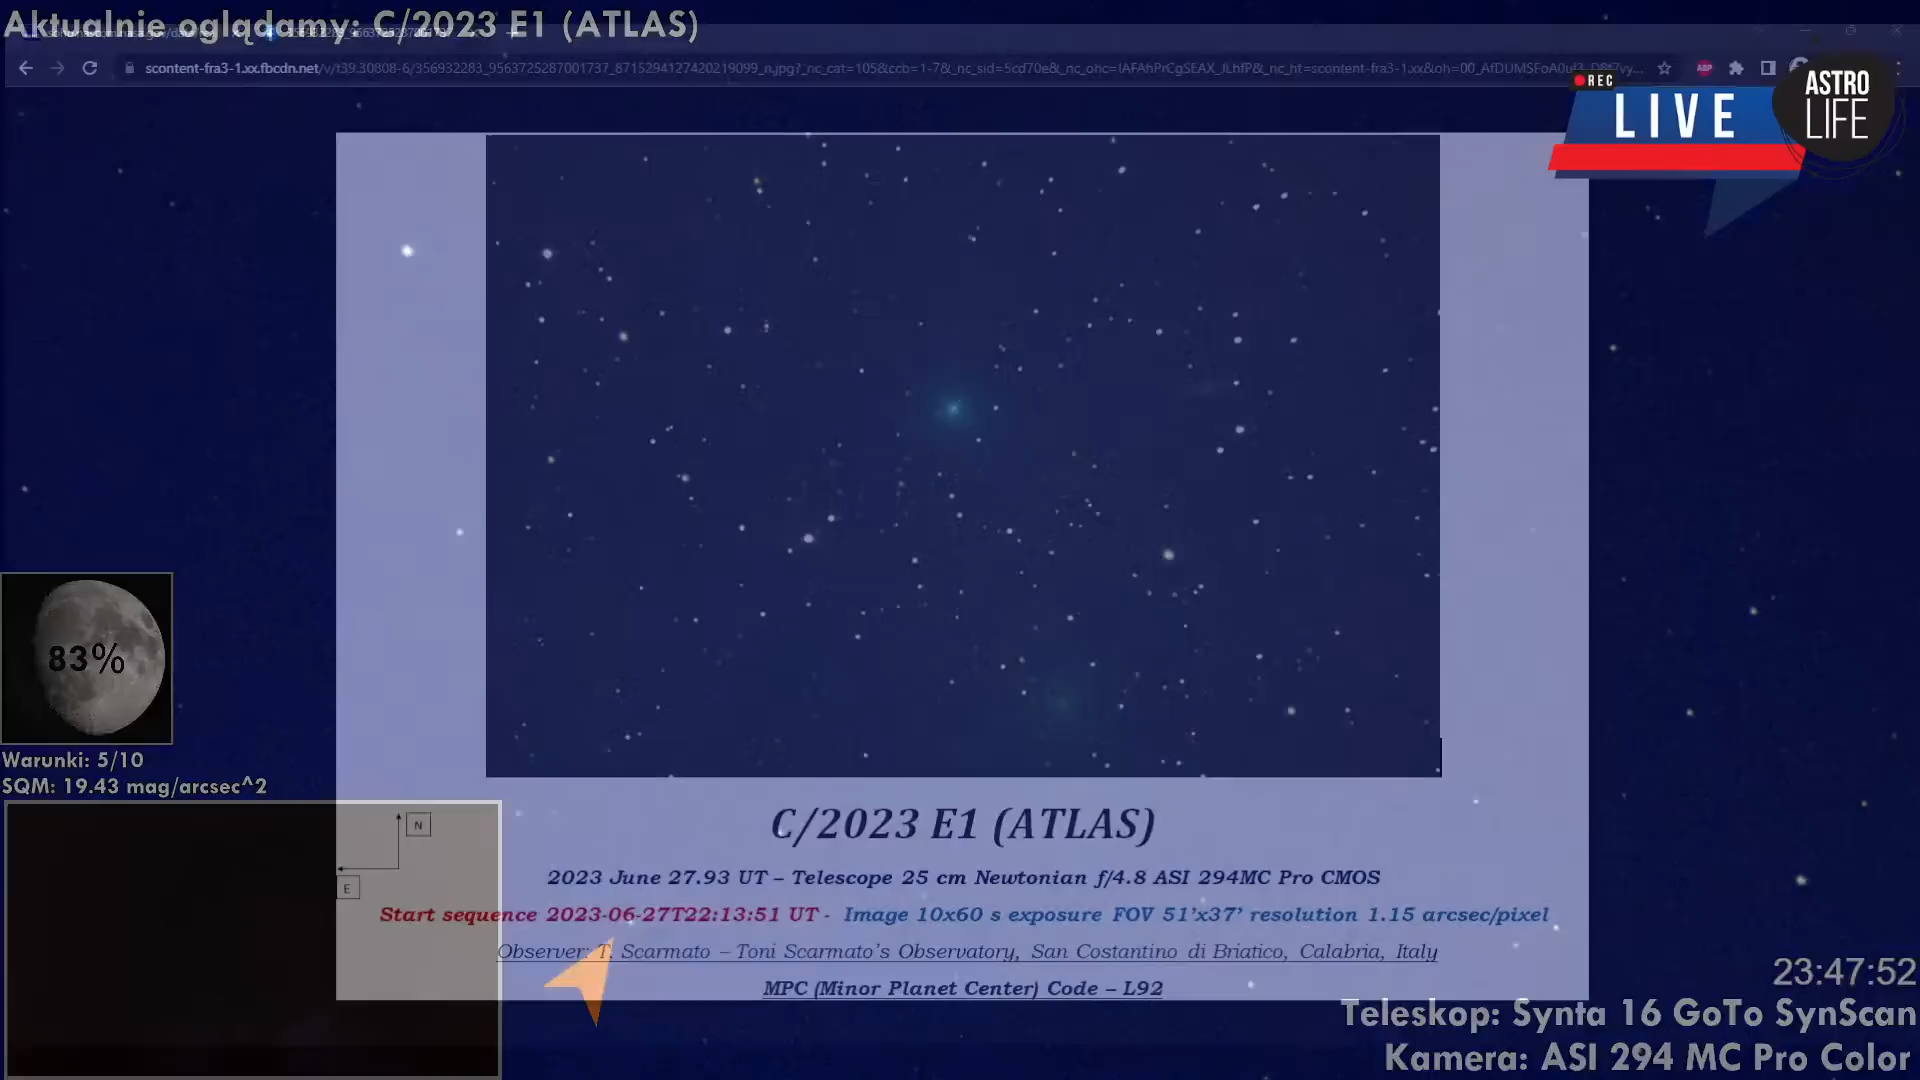 Aktualnie oglądamy: C/2023 E1 (ATLAS)
REC
LIVE
ASTRO
LIFE
83%
Warunki: 5/10
SQM: 19.43 mag/arcsec^2
N
E
C/2023 E1 (ATLAS)
2023 June 27.93 UT – Telescope 25 cm Newtonian f/4.8 ASI 294MC Pro CMOS
Start sequence 2023-06-27T22:13:51 UT - Image 10x60 s exposure FOV 51'x37' resolution 1.15 arcsec/pixel
Observer: T. Scarmato – Toni Scarmato's Observatory, San Costantino di Briatico, Calabria, Italy
MPC (Minor Planet Center) Code – L92
23:47:52
Teleskop: Synta 16 GoTo SynScan
Kamera: ASI 294 MC Pro Color